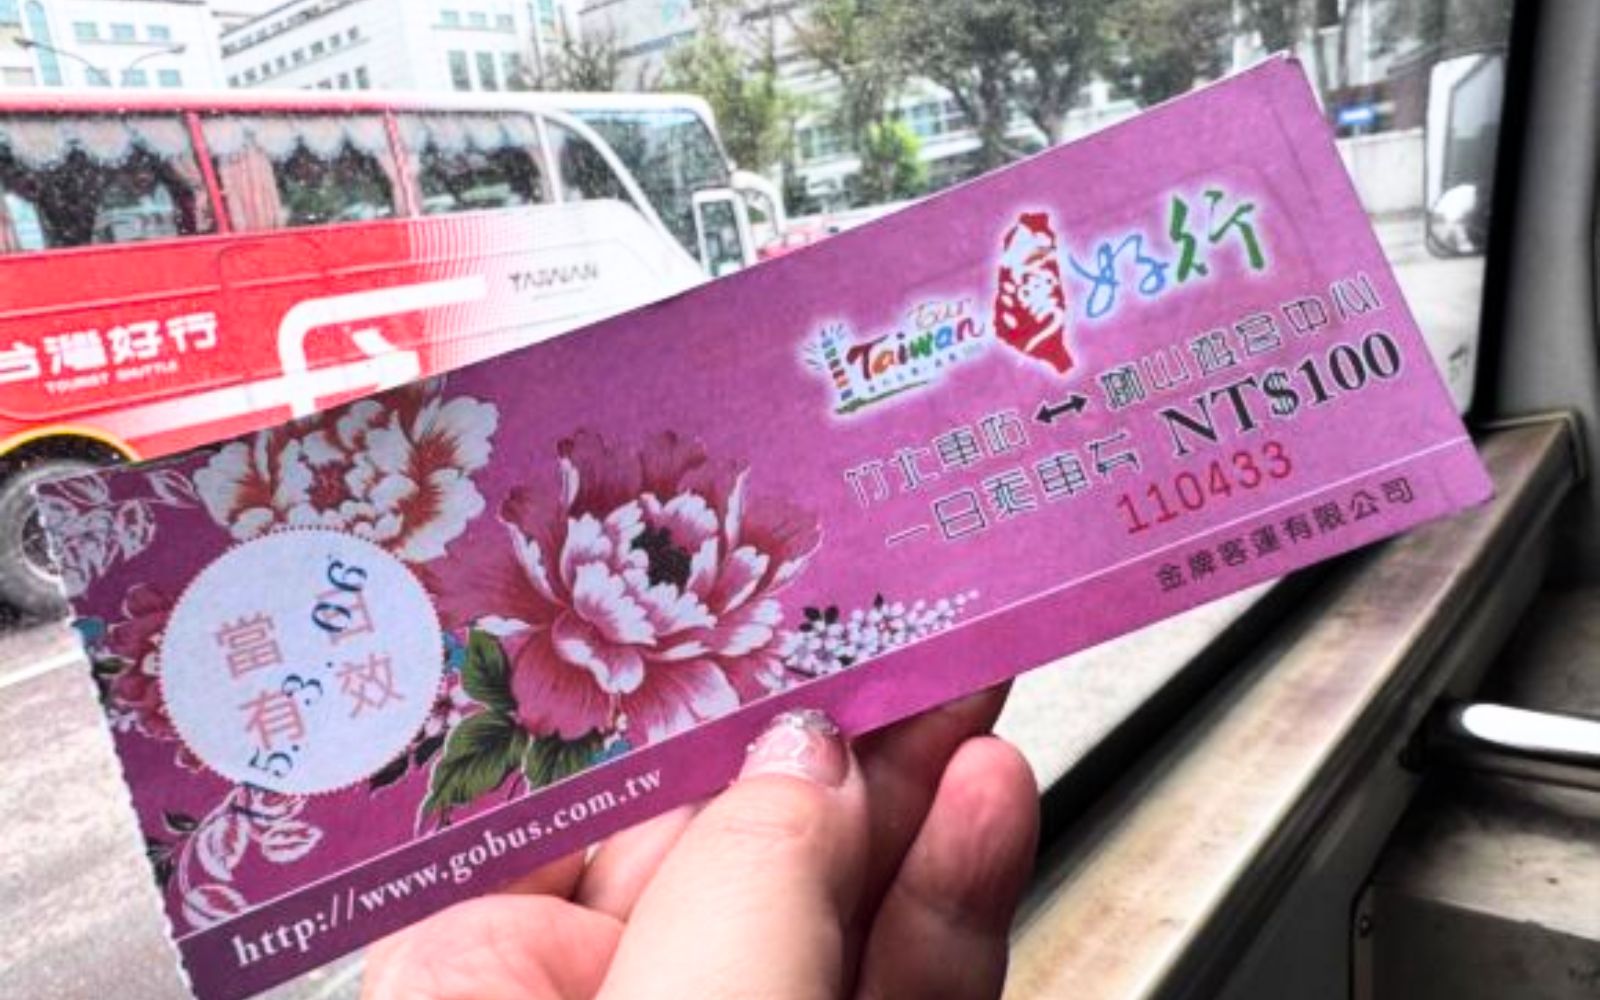 台灣好行
TOURIST SHUTTLE
TAIWAN
Tour
Taiwan
好行
竹北車站↔獅山遊客中心
一日乘車券 NT$100
110433
金牌客運有限公司
當日
有效
http://www.gobus.com.tw